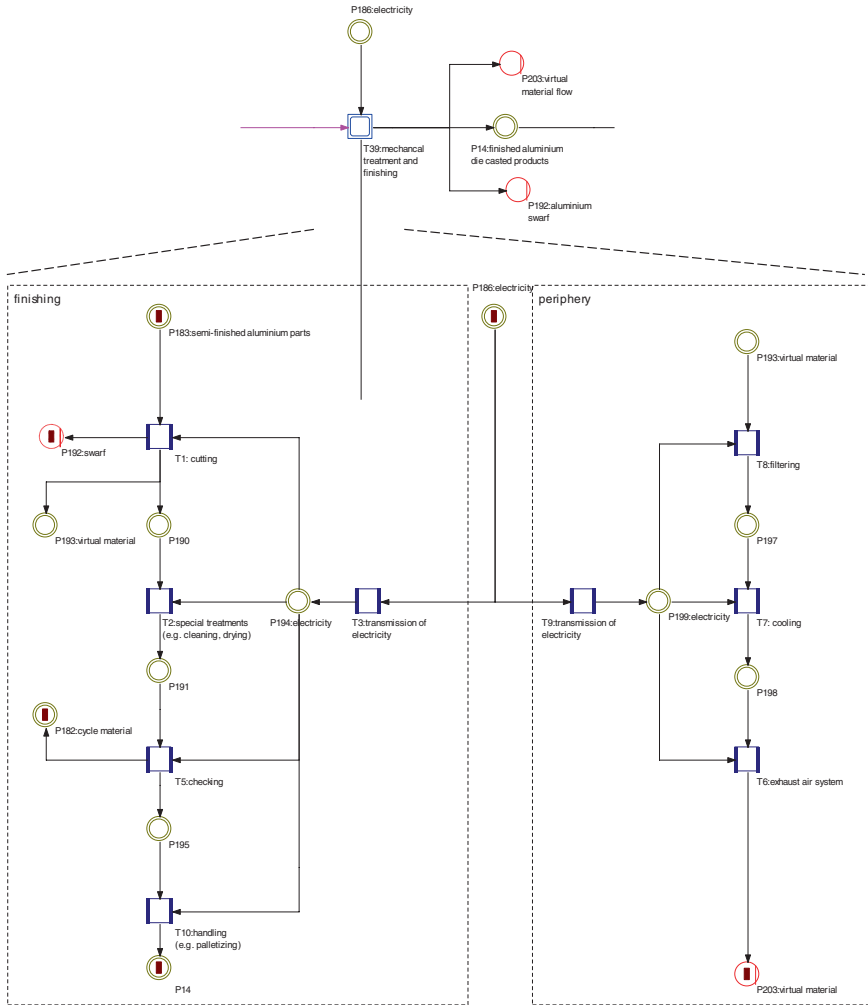 P186:electricity
P203:virtual
material flow
T39:mechancal
treatment and
finishing
P14:finished aluminium
die casted products
P192:aluminium
swarf
finishing
P186:electricity
periphery
P183:semi-finished aluminium parts
P193:virtual material
P192:swarf
T1: cutting
T8:filtering
P193:virtual material
P190
P197
T2:special treatments
(e.g. cleaning, drying)
P194:electricity
T3:transmission of
electricity
T9:transmission of
electricity
P199:electricity
T7: cooling
P191
P198
P182:cycle material
T5:checking
T6:exhaust air system
P195
T10:handling
(e.g. palletizing)
P14
P203:virtual material